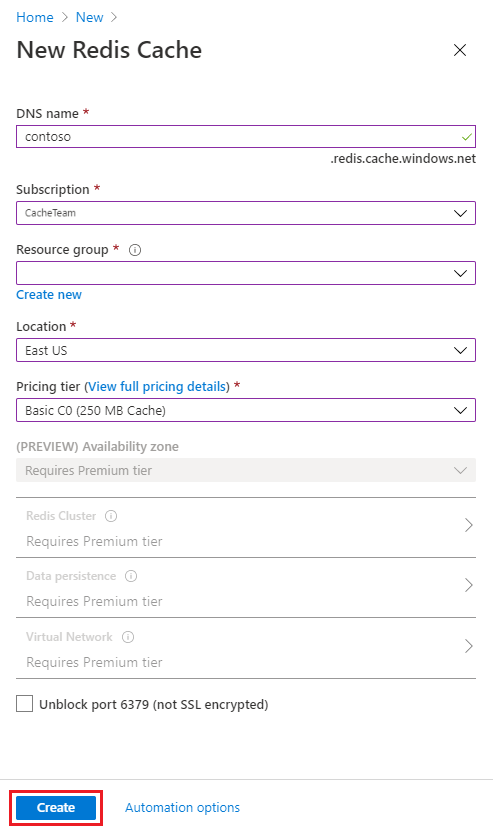 Home > New >
New Redis Cache
DNS name *
contoso
.redis.cache.windows.net
Subscription *
CacheTeam
Resource group *
Create new
Location *
East US
Pricing tier (View full pricing details) *
Basic C0 (250 MB Cache)
(PREVIEW) Availability zone
Requires Premium tier
Redis Cluster
Requires Premium tier
Data persistence
Requires Premium tier
Virtual Network
Requires Premium tier
Unblock port 6379 (not SSL encrypted)
Create Automation options